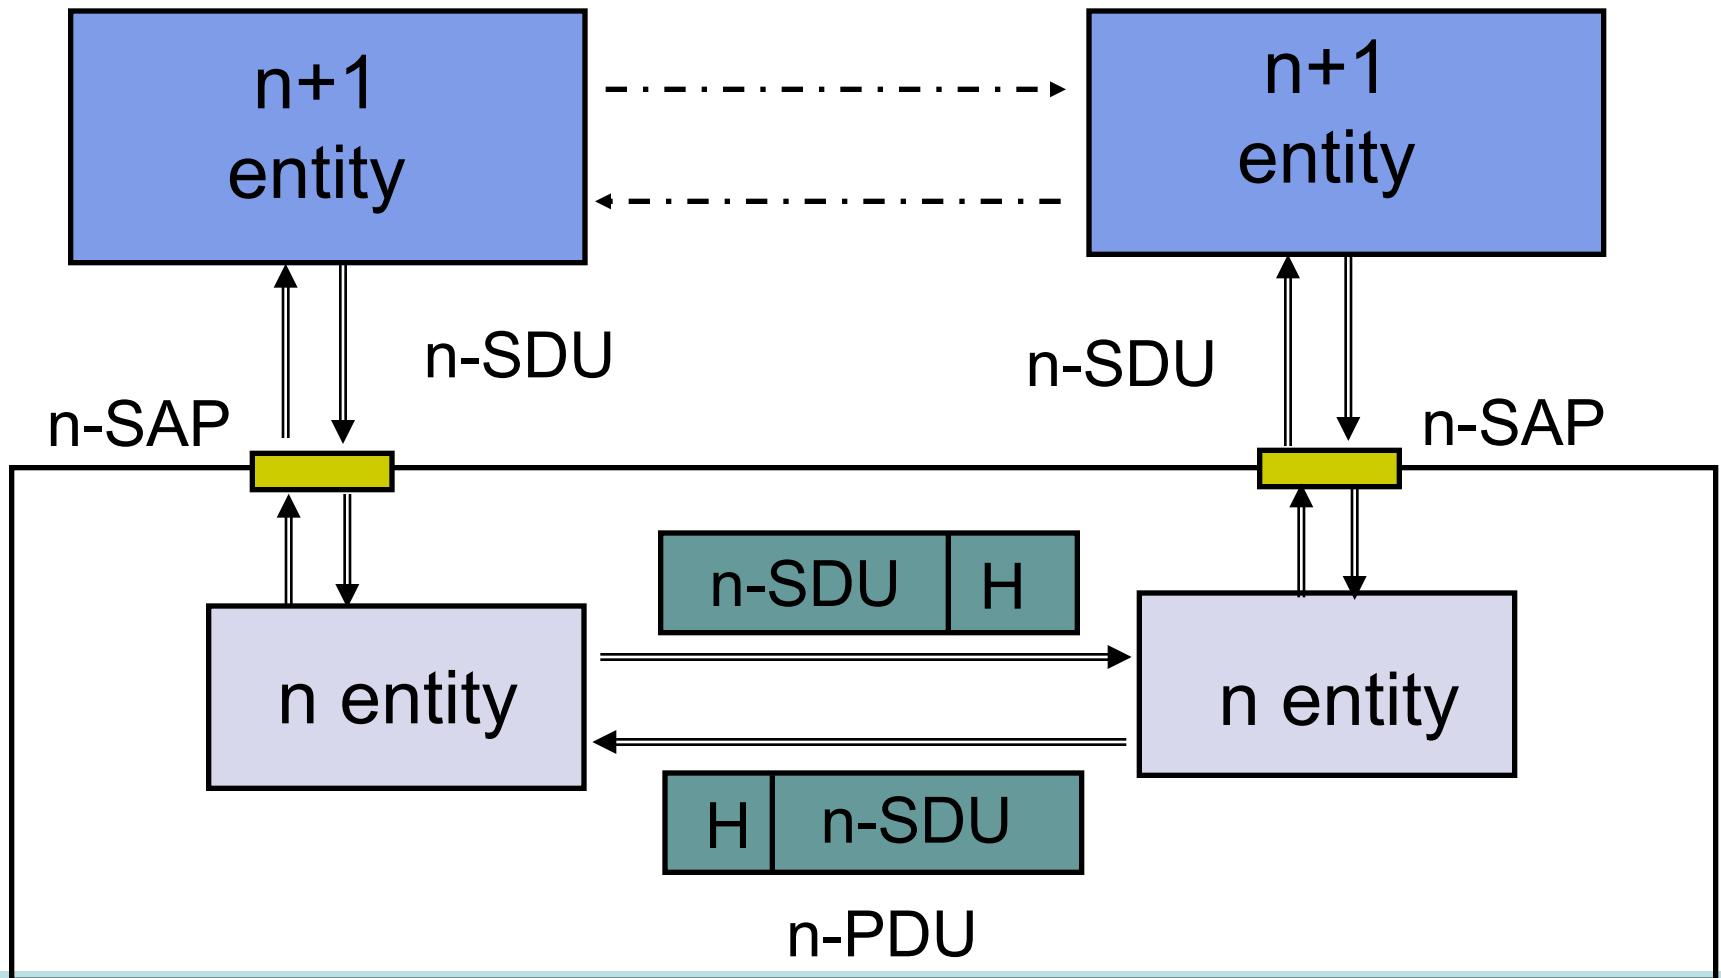 n+1
entity
n+1
entity
n-SDU
n-SDU
n-SAP
n-SAP
n-SDU H
n entity
n entity
H n-SDU
n-PDU